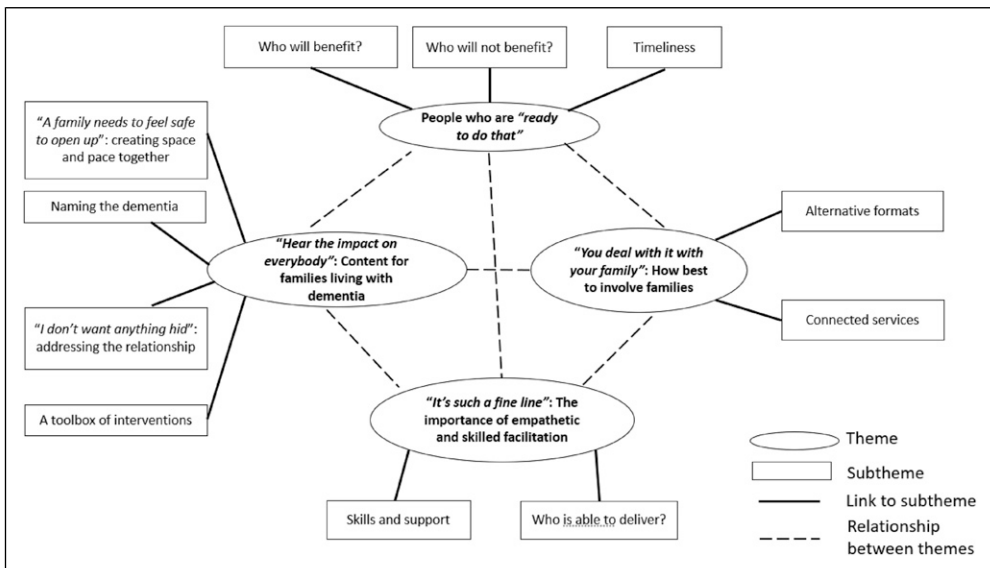 Who will benefit?
Who will not benefit?
Timeliness
People who are "ready
to do that"
"A family needs to feel safe
to open up": creating space
and pace together
Naming the dementia
"I don't want anything hid":
addressing the relationship
A toolbox of interventions
"Hear the impact on
everybody": Content for
families living with
dementia
"You deal with it with
your family": How best
to involve families
Alternative formats
Connected services
"It's such a fine line": The
importance of empathetic
and skilled facilitation
Skills and support
Who is able to deliver?
Theme
Subtheme
Link to subtheme
Relationship
between themes